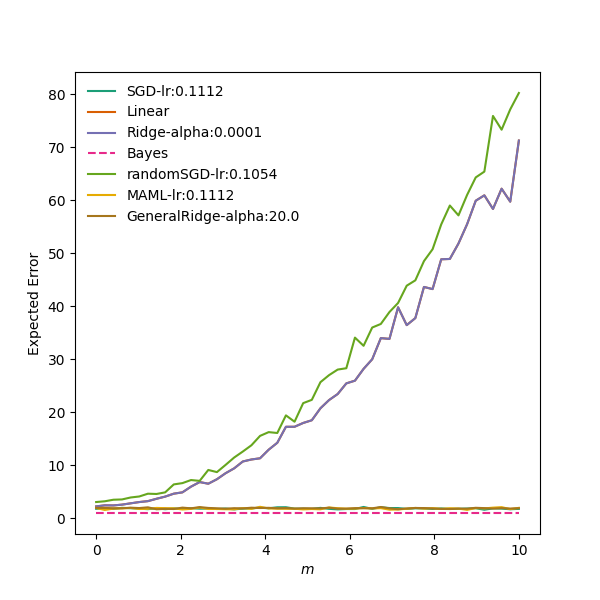 SGD-lr:0.1112
Linear
Ridge-alpha:0.0001
Bayes
randomSGD-lr:0.1054
MAML-lr:0.1112
GeneralRidge-alpha:20.0
Expected Error
80
70
60
50
40
30
20
10
0
0 2 4 6 8 10
m